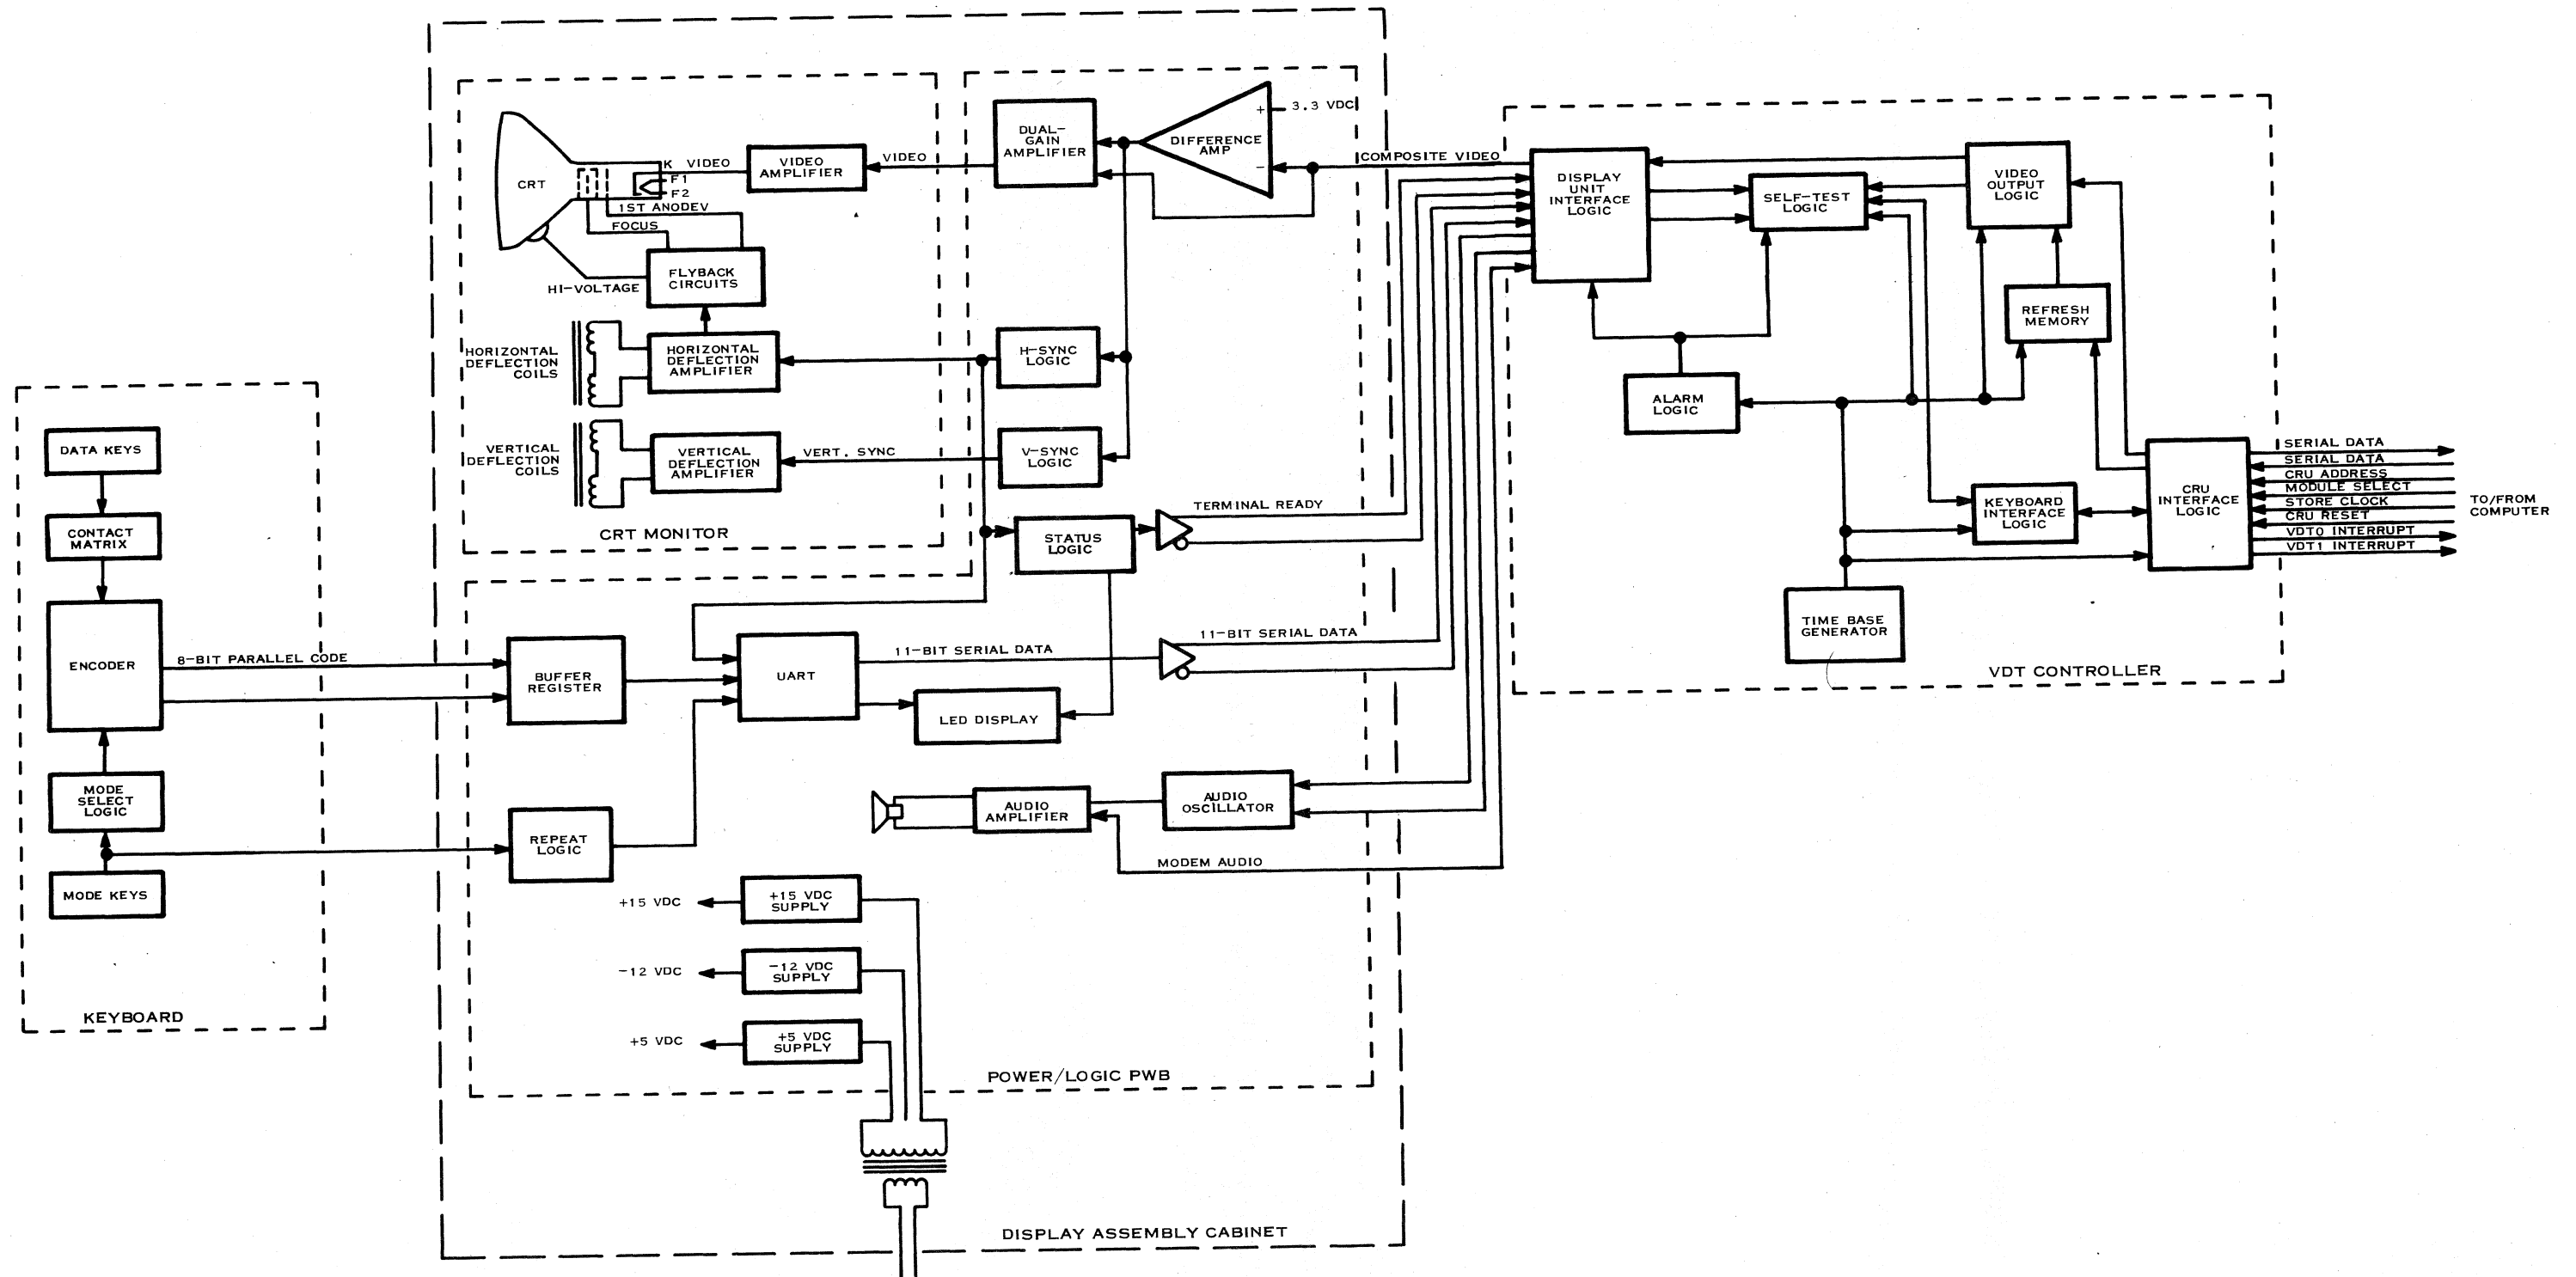 DATA KEYS
CONTACT
MATRIX
ENCODER
MODE
SELECT
LOGIC
MODE KEYS
KEYBOARD
8-BIT PARALLEL CODE
CRT
K VIDEO
F1
F2
1ST ANODEV
FOCUS
HI-VOLTAGE
VIDEO
AMPLIFIER
VIDEO
FLYBACK
CIRCUITS
HORIZONTAL
DEFLECTION
COILS
HORIZONTAL
DEFLECTION
AMPLIFIER
VERTICAL
DEFLECTION
COILS
VERTICAL
DEFLECTION
AMPLIFIER
VERT. SYNC
CRT MONITOR
DUAL-
GAIN
AMPLIFIER
DIFFERENCE
AMP
+
3.3 VDC
-
COMPOSITE VIDEO
H-SYNC
LOGIC
V-SYNC
LOGIC
STATUS
LOGIC
TERMINAL READY
BUFFER
REGISTER
UART
11-BIT SERIAL DATA
11-BIT SERIAL DATA
LED DISPLAY
REPEAT
LOGIC
AUDIO
AMPLIFIER
AUDIO
OSCILLATOR
MODEM AUDIO
+15 VDC
+15 VDC
SUPPLY
-12 VDC
-12 VDC
SUPPLY
+5 VDC
+5 VDC
SUPPLY
POWER/LOGIC PWB
DISPLAY ASSEMBLY CABINET
DISPLAY
UNIT
INTERFACE
LOGIC
SELF-TEST
LOGIC
VIDEO
OUTPUT
LOGIC
REFRESH
MEMORY
ALARM
LOGIC
KEYBOARD
INTERFACE
LOGIC
CRU
INTERFACE
LOGIC
TIME BASE
GENERATOR
VDT CONTROLLER
SERIAL DATA
SERIAL DATA
CRU ADDRESS
MODULE SELECT
STORE CLOCK
CRU RESET
VDT0 INTERRUPT
VDT1 INTERRUPT
TO/FROM
COMPUTER